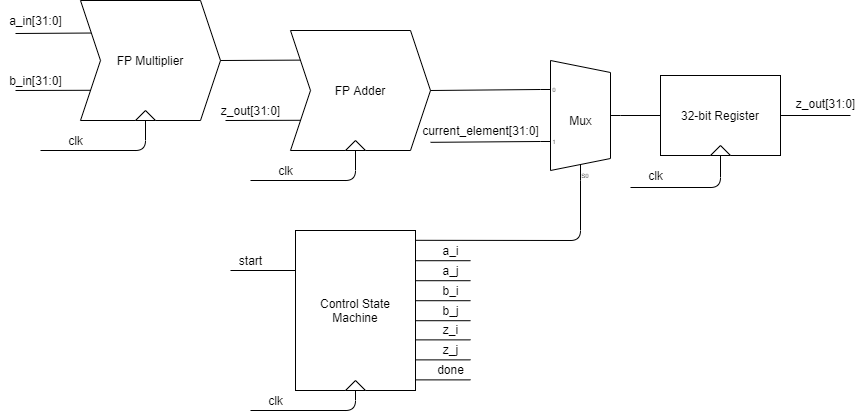 a_in[31:0]
FP Multiplier
b_in[31:0]
clk
FP Adder
z_out[31:0]
clk
0
current_element[31:0]
1
Mux
S0
32-bit Register
z_out[31:0]
clk
start
Control State
Machine
a_i
a_j
b_i
b_j
z_i
z_j
done
clk